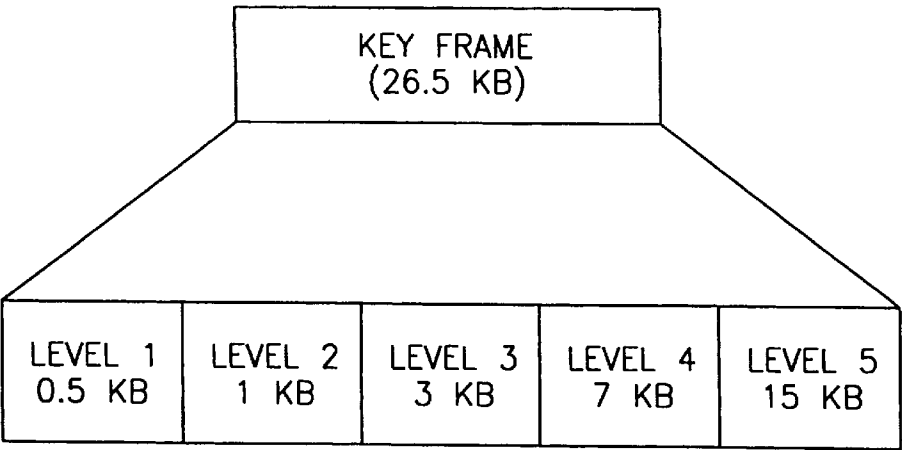 KEY FRAME
(26.5 KB)
LEVEL 1
0.5 KB
LEVEL 2
1 KB
LEVEL 3
3 KB
LEVEL 4
7 KB
LEVEL 5
15 KB